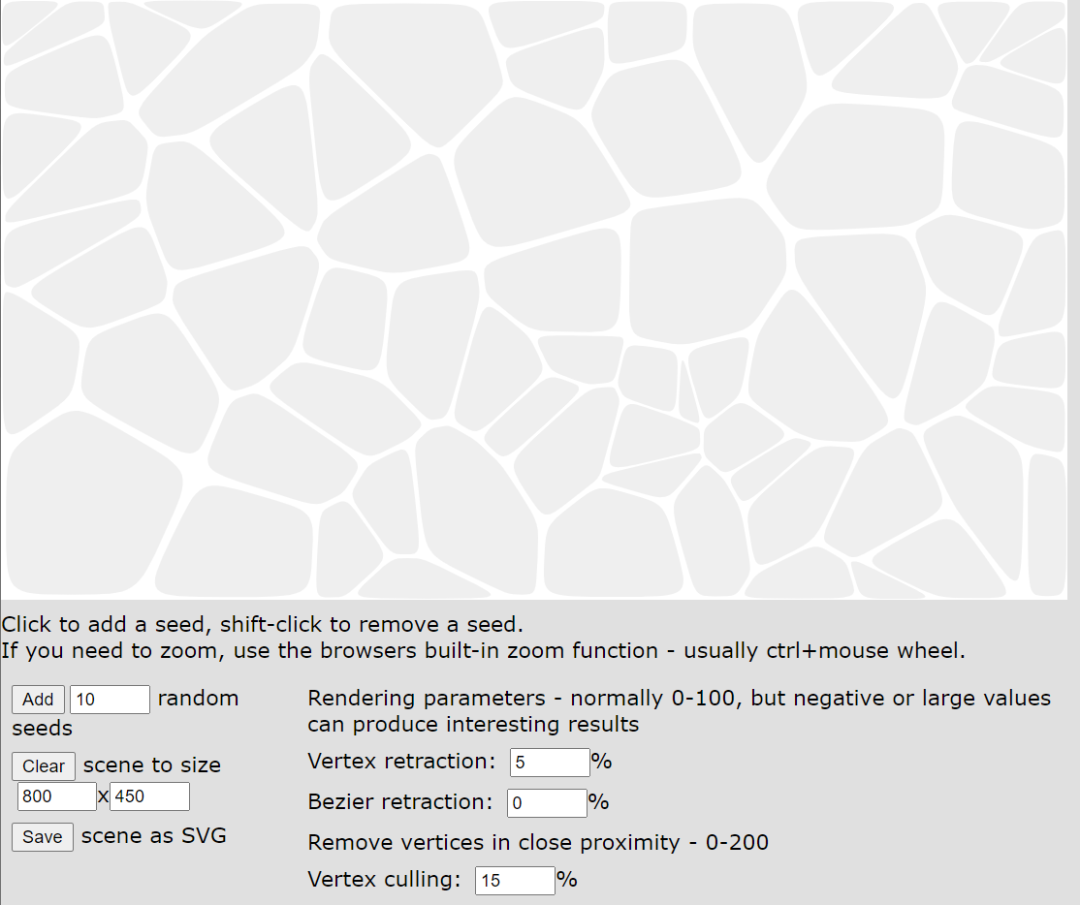 Click to add a seed, shift-click to remove a seed.
If you need to zoom, use the browsers built-in zoom function - usually ctrl+mouse wheel.
Add 10 random
seeds
Clear scene to size
800 x 450
Save scene as SVG
Rendering parameters - normally 0-100, but negative or large values
can produce interesting results
Vertex retraction: 5 %
Bezier retraction: 0 %
Remove vertices in close proximity - 0-200
Vertex culling: 15 %